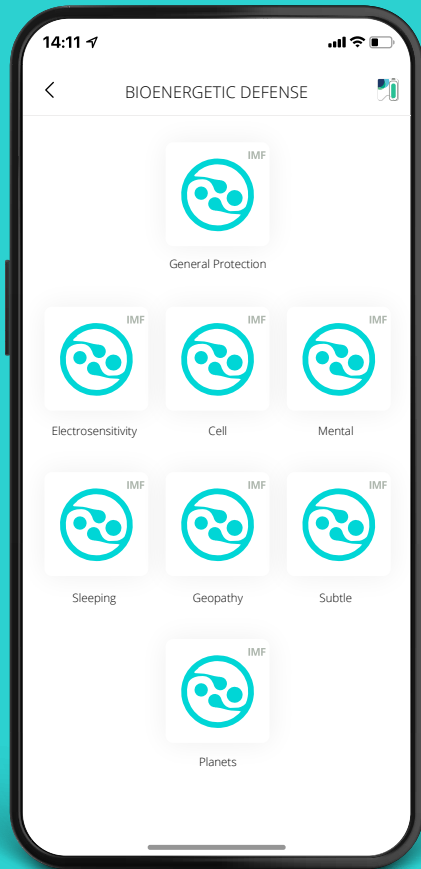 14:11
BIOENERGETIC DEFENSE
IMF
General Protection
IMF IMF IMF
Electrosensitivity Cell Mental
IMF IMF IMF
Sleeping Geopathy Subtle
IMF
Planets